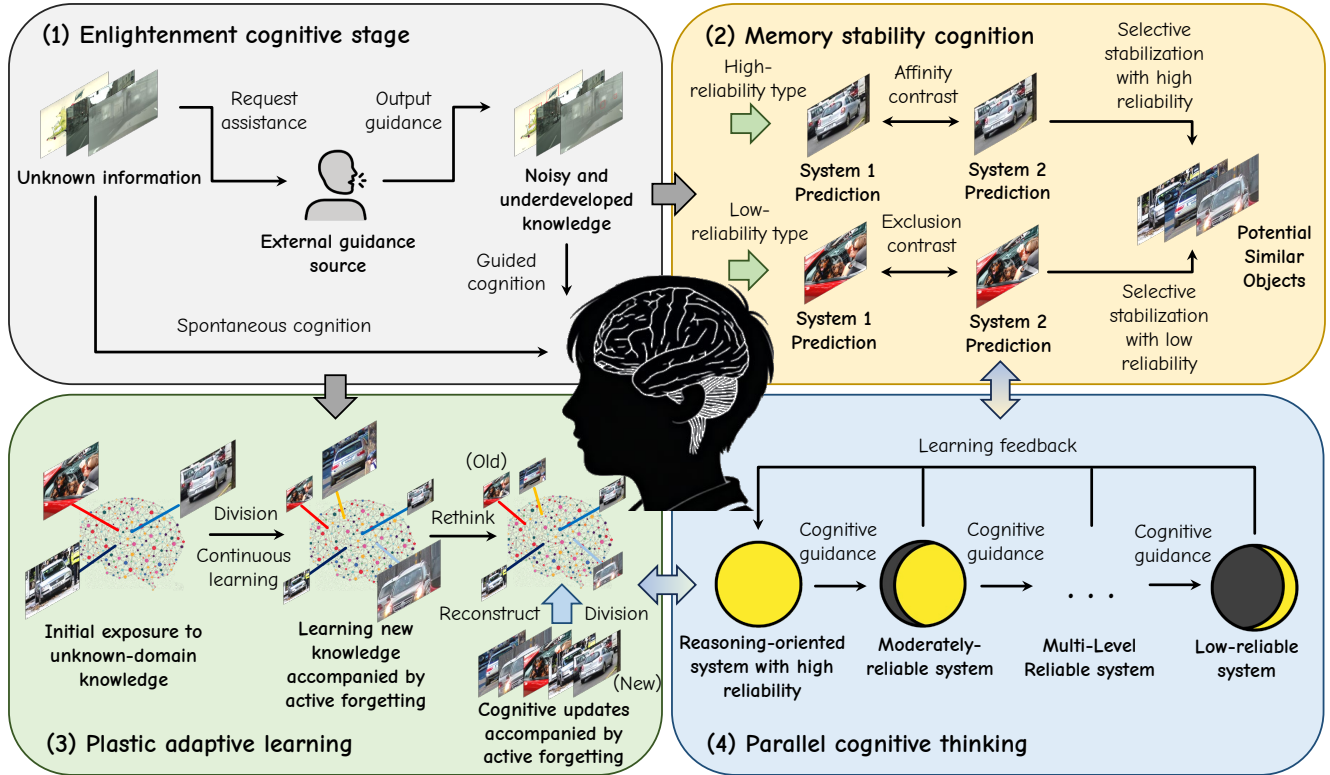 (1) Enlightenment cognitive stage
Request
assistance
Output
guidance
Unknown information
External guidance
source
Noisy and
underdeveloped
knowledge
Guided
cognition
Spontaneous cognition
(2) Memory stability cognition
High-
reliability type
Affinity
contrast
Selective
stabilization
with high
reliability
System 1
Prediction
System 2
Prediction
Low-
reliability type
Exclusion
contrast
Potential
Similar
Objects
System 1
Prediction
System 2
Prediction
Selective
stabilization
with low
reliability
(Old)
Division
Continuous
learning
Rethink
Reconstruct
Division
Initial exposure to
unknown-domain
knowledge
Learning new
knowledge
accompanied by
active forgetting
(New)
Cognitive updates
accompanied by
active forgetting
(3) Plastic adaptive learning
Learning feedback
Cognitive
guidance
Cognitive
guidance
Cognitive
guidance
. . .
Reasoning-oriented
system with high
reliability
Moderately-
reliable system
Multi-Level
Reliable system
Low-reliable
system
(4) Parallel cognitive thinking